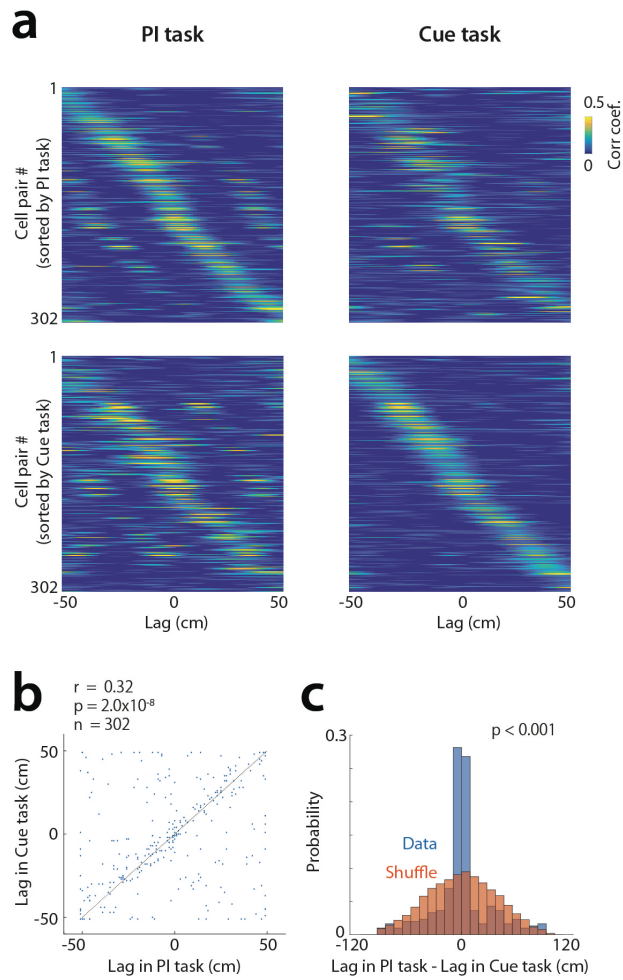 a
PI task
Cue task
1
Cell pair #
(sorted by PI task)
302
0.5
0
Corr coef.
1
Cell pair #
(sorted by Cue task)
302
-50
0
50
Lag (cm)
-50
0
50
Lag (cm)
b
r = 0.32
p = 2.0x10-8
n = 302
50
0
-50
Lag in Cue task (cm)
-50
0
50
Lag in PI task (cm)
c
p < 0.001
0.3
0
Probability
Data
Shuffle
-120
0
120
Lag in PI task - Lag in Cue task (cm)